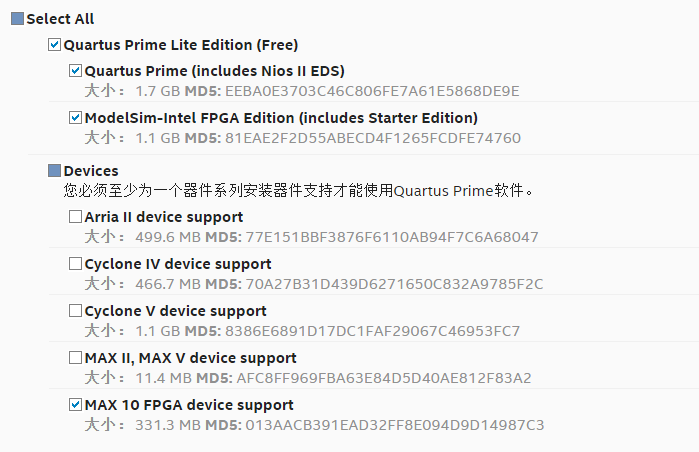 Select All
Quartus Prime Lite Edition (Free)
Quartus Prime (includes Nios II EDS)
大小： 1.7 GB MD5: EEBA0E3703C46C806FE7A61E5868DE9E
ModelSim-Intel FPGA Edition (includes Starter Edition)
大小： 1.1 GB MD5: 81EAE2F2D55ABECD4F1265FCDFE74760
Devices
您必须至少为一个器件系列安装器件支持才能使用Quartus Prime软件。
Arria II device support
大小： 499.6 MB MD5: 77E151BBF3876F6110AB94F7C6A68047
Cyclone IV device support
大小： 466.7 MB MD5: 70A27B31D439D6271650C832A9785F2C
Cyclone V device support
大小： 1.1 GB MD5: 8386E6891D17DC1FAF29067C46953FC7
MAX II, MAX V device support
大小： 11.4 MB MD5: AFC8FF969FBA63E84D5D40AE812F83A2
MAX 10 FPGA device support
大小： 331.3 MB MD5: 013AACB391EAD32FF8E094D9D14987C3